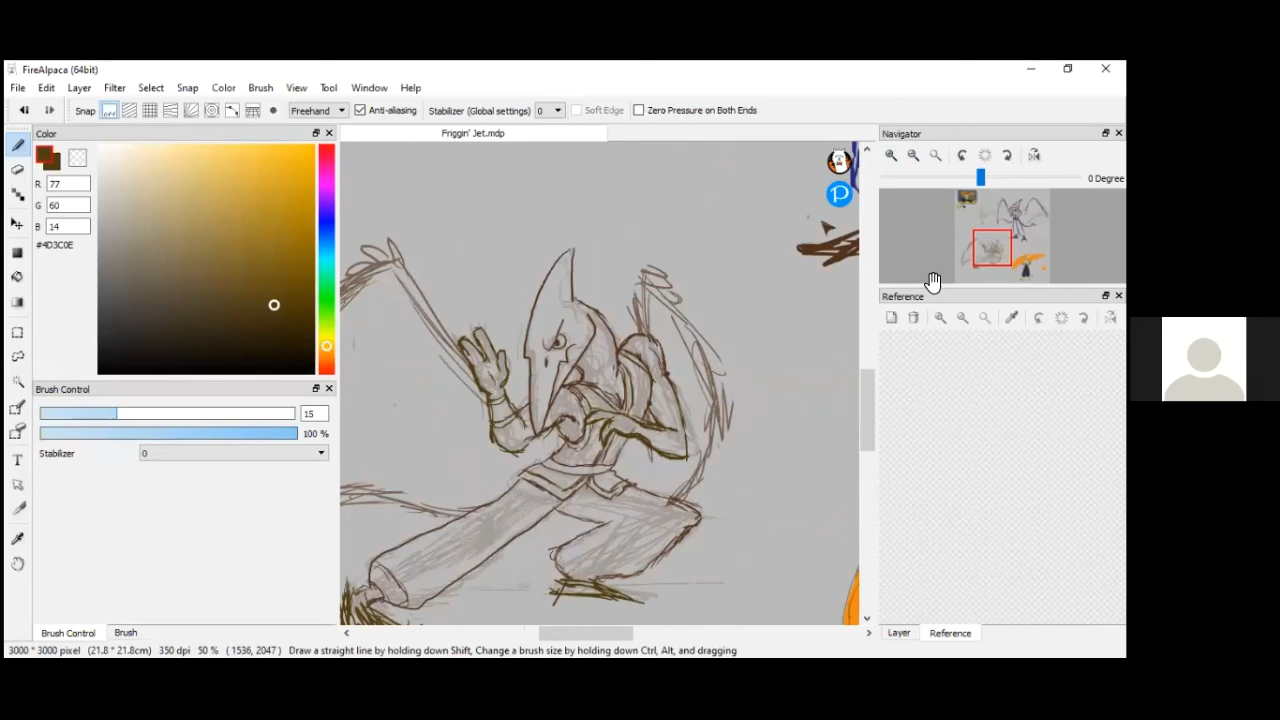 FireAlpaca (64bit)
File Edit Layer Filter Select Snap Color Brush View Tool Window Help
Snap off Freehand Anti-aliasing Stabilizer (Global settings) 0 Soft Edge Zero Pressure on Both Ends
Color
R 77
G 60
B 14
#4D3C0E
Brush Control
15
100 %
Stabilizer 0
Brush Control Brush
Friggin' Jet.mdp
P
Navigator
0 Degree
Reference
Layer Reference
3000 * 3000 pixel (21.8 * 21.8cm) 350 dpi 50 % ( 1536, 2047 ) Draw a straight line by holding down Shift, Change a brush size by holding down Ctrl, Alt, and dragging